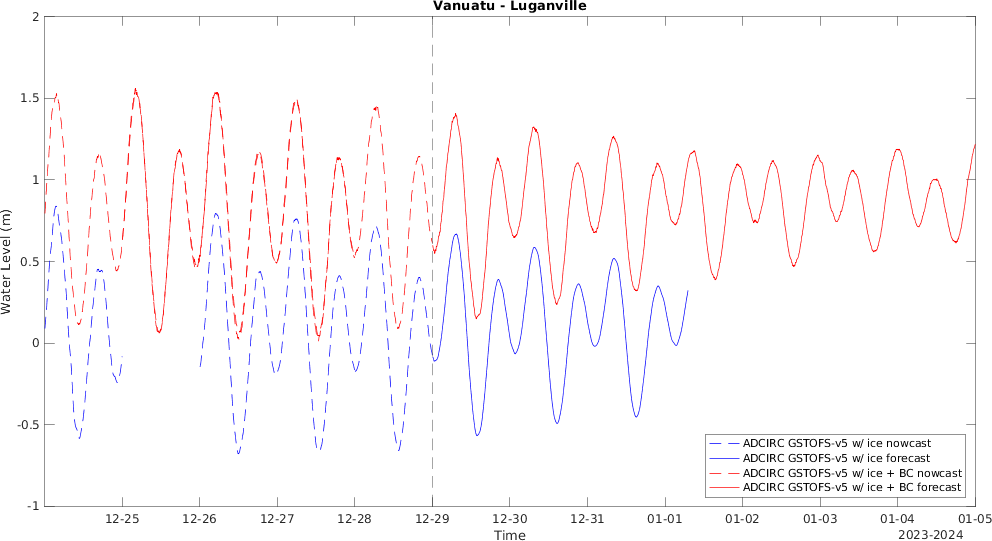 Vanuatu - Luganville
Water Level (m)
2
1.5
1
0.5
0
-0.5
-1
ADCIRC GSTOFS-v5 w/ ice nowcast
ADCIRC GSTOFS-v5 w/ ice forecast
ADCIRC GSTOFS-v5 w/ ice + BC nowcast
ADCIRC GSTOFS-v5 w/ ice + BC forecast
12-25 12-26 12-27 12-28 12-29 12-30 12-31 01-01 01-02 01-03 01-04 01-05
Time
2023-2024